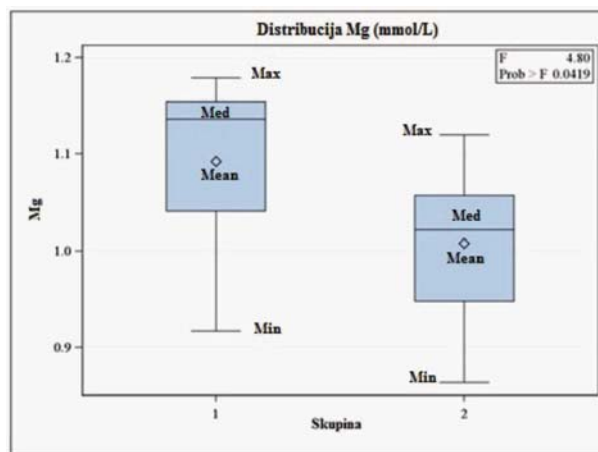 Distribucija Mg (mmol/L)
F 4.80
Prob > F 0.0419
1.2
Max
Med
Max
1.1
Mean
Mg
Med
1.0
Mean
Min
0.9
Min
1
2
Skupina